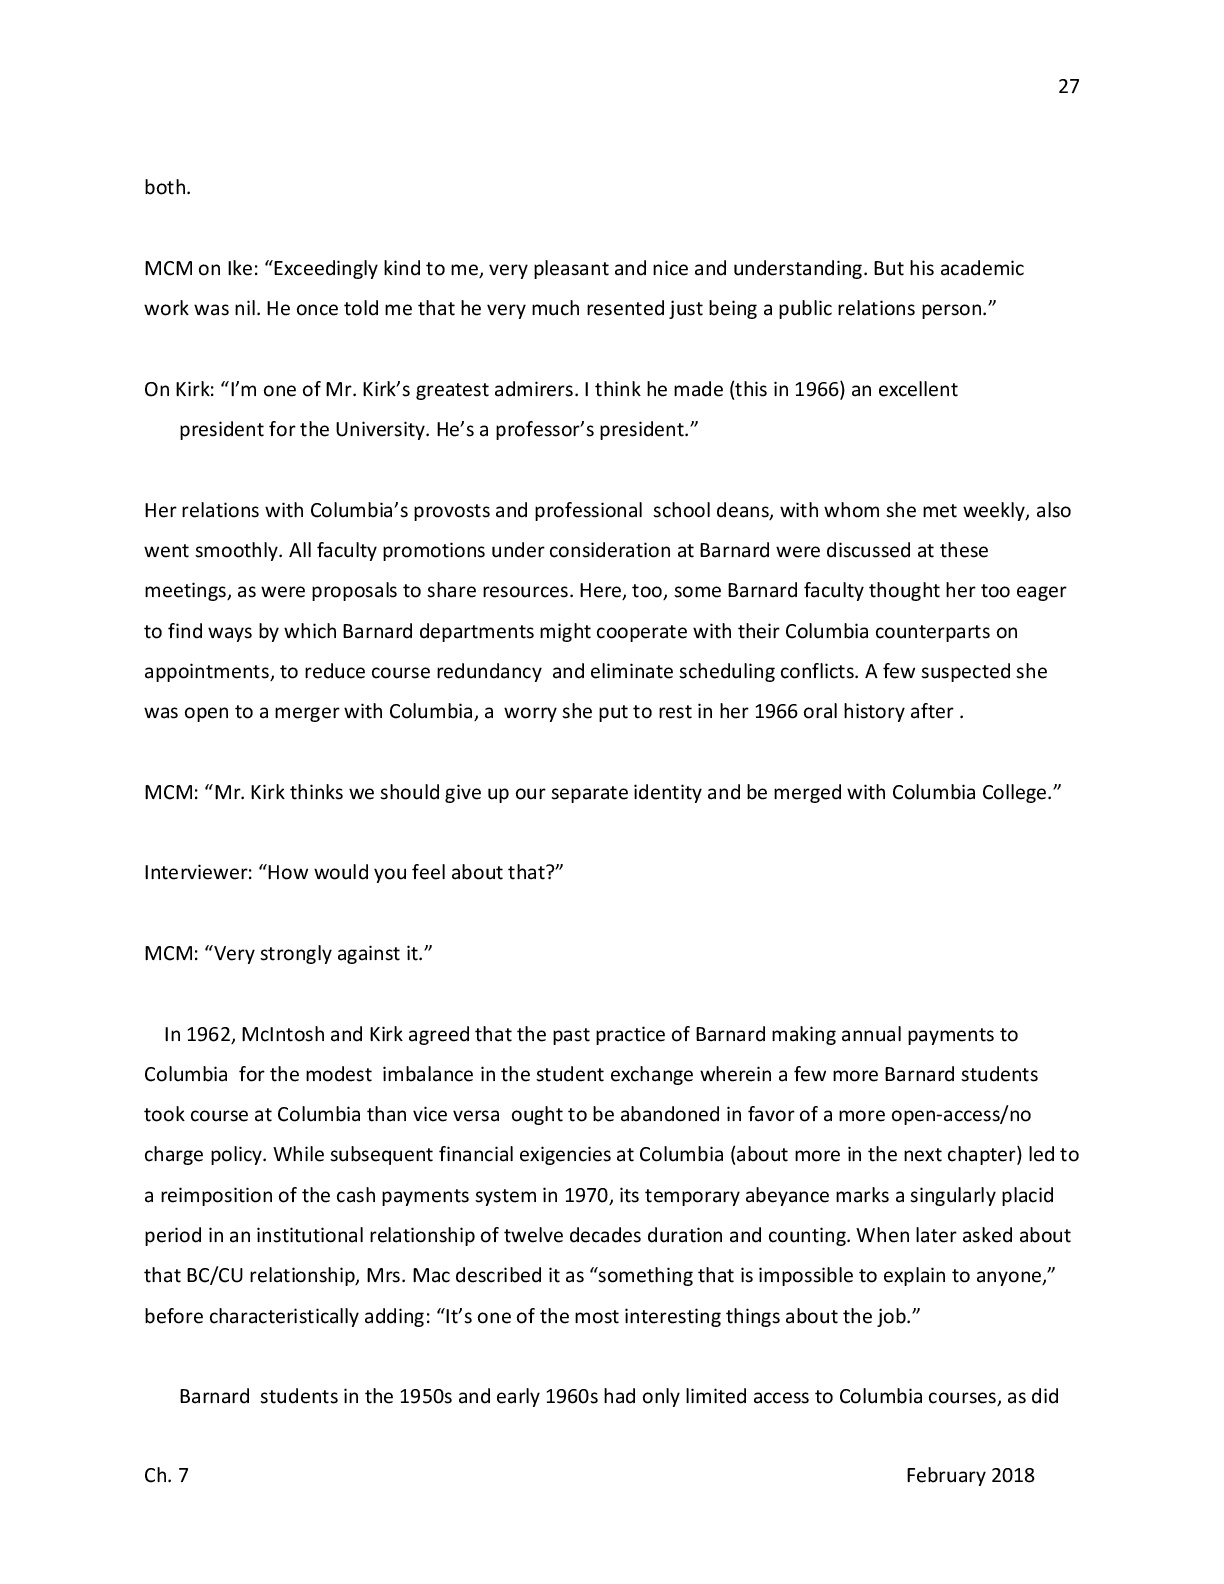 27
both.
MCM on Ike: “Exceedingly kind to me, very pleasant and nice and understanding. But his academic
work was nil. He once told me that he very much resented just being a public relations person.”
On Kirk: “I’m one of Mr. Kirk’s greatest admirers. I think he made (this in 1966) an excellent
president for the University. He’s a professor’s president.”
Her relations with Columbia’s provosts and professional  school deans, with whom she met weekly, also
went smoothly. All faculty promotions under consideration at Barnard were discussed at these
meetings, as were proposals to share resources. Here, too, some Barnard faculty thought her too eager
to find ways by which Barnard departments might cooperate with their Columbia counterparts on
appointments, to reduce course redundancy  and eliminate scheduling conflicts. A few suspected she
was open to a merger with Columbia, a  worry she put to rest in her 1966 oral history after .
MCM: “Mr. Kirk thinks we should give up our separate identity and be merged with Columbia College.”
Interviewer: “How would you feel about that?”
MCM: “Very strongly against it.”
In 1962, McIntosh and Kirk agreed that the past practice of Barnard making annual payments to
Columbia  for the modest  imbalance in the student exchange wherein a few more Barnard students
took course at Columbia than vice versa  ought to be abandoned in favor of a more open-access/no
charge policy. While subsequent financial exigencies at Columbia (about more in the next chapter) led to
a reimposition of the cash payments system in 1970, its temporary abeyance marks a singularly placid
period in an institutional relationship of twelve decades duration and counting. When later asked about
that BC/CU relationship, Mrs. Mac described it as “something that is impossible to explain to anyone,”
before characteristically adding: “It’s one of the most interesting things about the job.”
Barnard  students in the 1950s and early 1960s had only limited access to Columbia courses, as did
Ch. 7 February 2018